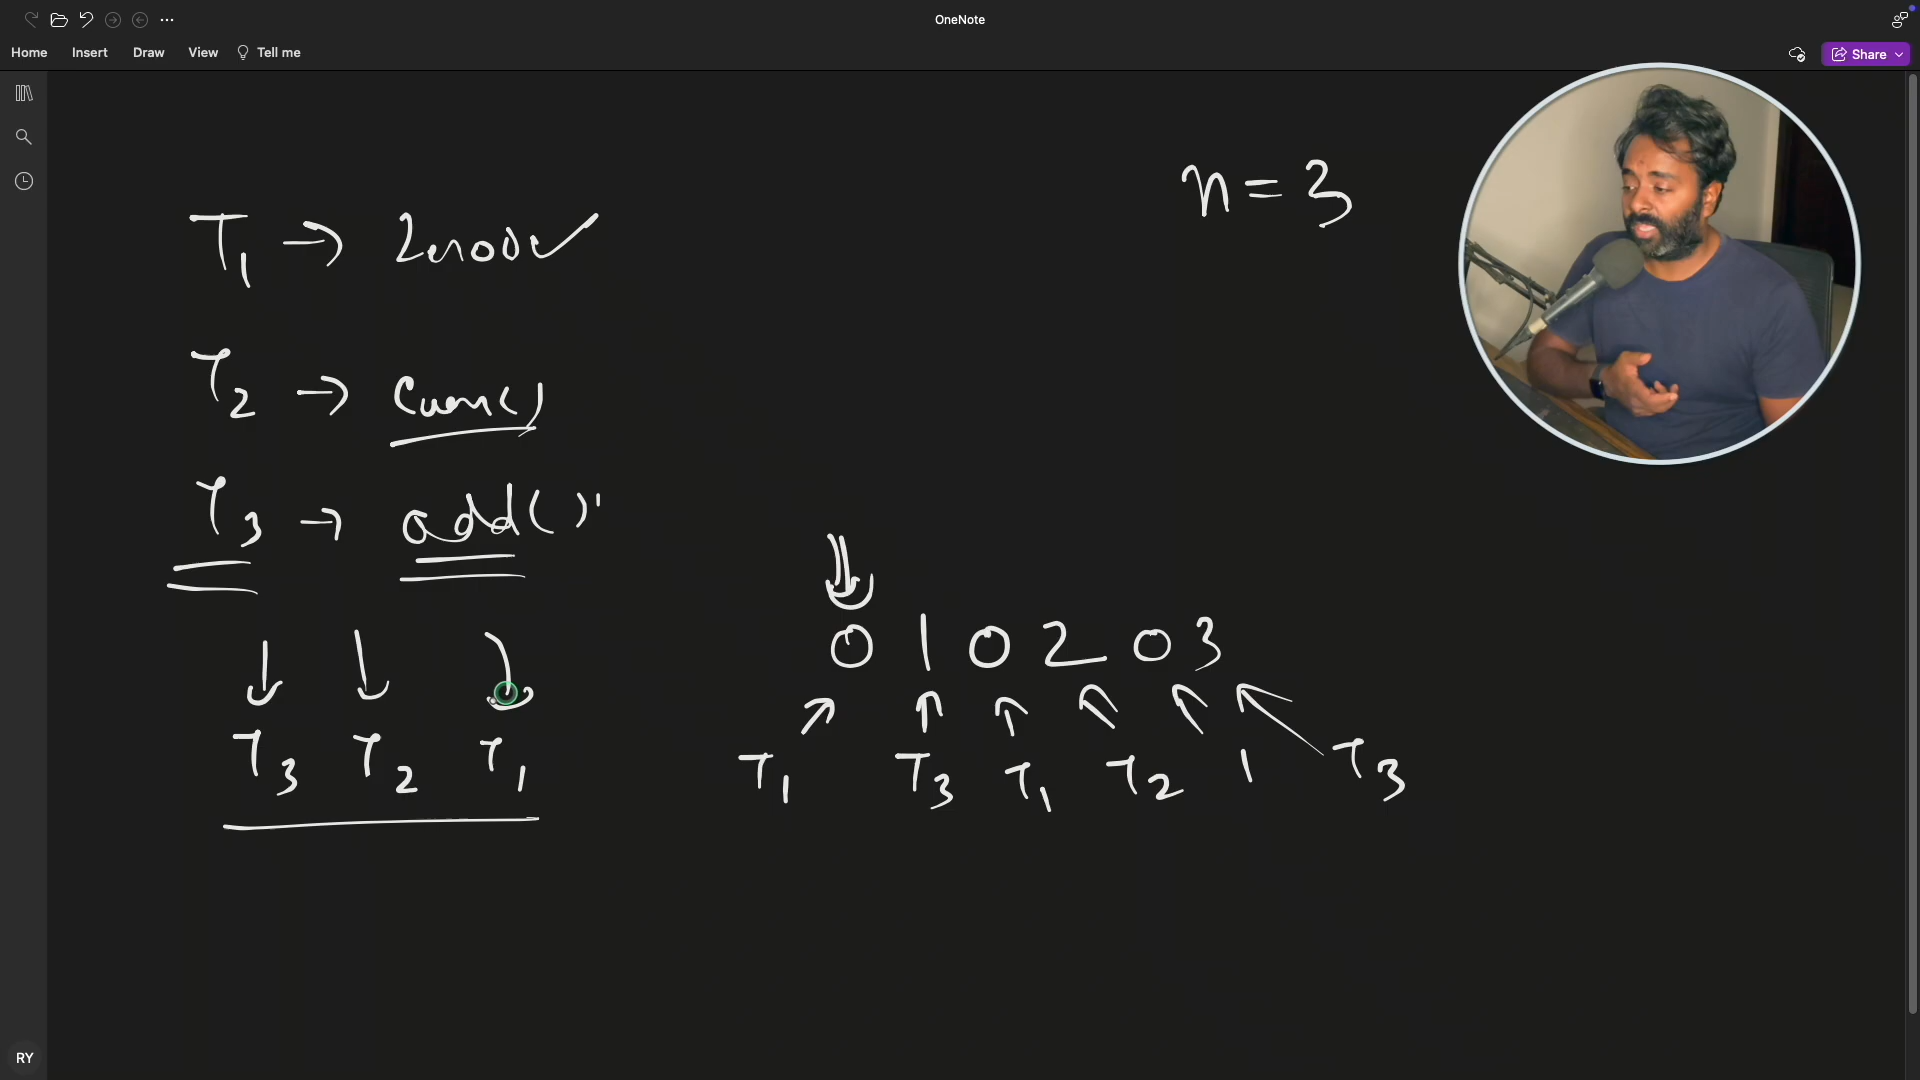 OneNote
Home Insert Draw View Tell me
Share
n = 3
T1 → Zero ✓
T2 → even()
T3 → odd()
0 1 0 2 0 3
T3 T2 T1
T1 T3 T1 T2 1 T3
RY